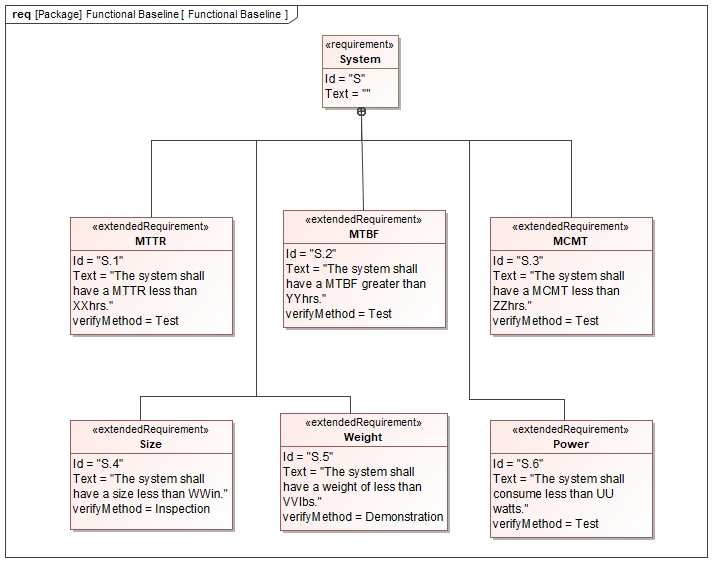 req [Package] Functional Baseline [ Functional Baseline ]
«requirement»
System
Id = "S"
Text = ""
«extendedRequirement»
MTTR
Id = "S.1"
Text = "The system shall
have a MTTR less than
XXhrs."
verifyMethod = Test
«extendedRequirement»
MTBF
Id = "S.2"
Text = "The system shall
have a MTBF greater than
YYhrs."
verifyMethod = Test
«extendedRequirement»
MCMT
Id = "S.3"
Text = "The system shall
have a MCMT less than
ZZhrs."
verifyMethod = Test
«extendedRequirement»
Size
Id = "S.4"
Text = "The system shall
have a size less than WWin."
verifyMethod = Inspection
«extendedRequirement»
Weight
Id = "S.5"
Text = "The system shall
have a weight of less than
VVlbs."
verifyMethod = Demonstration
«extendedRequirement»
Power
Id = "S.6"
Text = "The system shall
consume less than UU
watts."
verifyMethod = Test